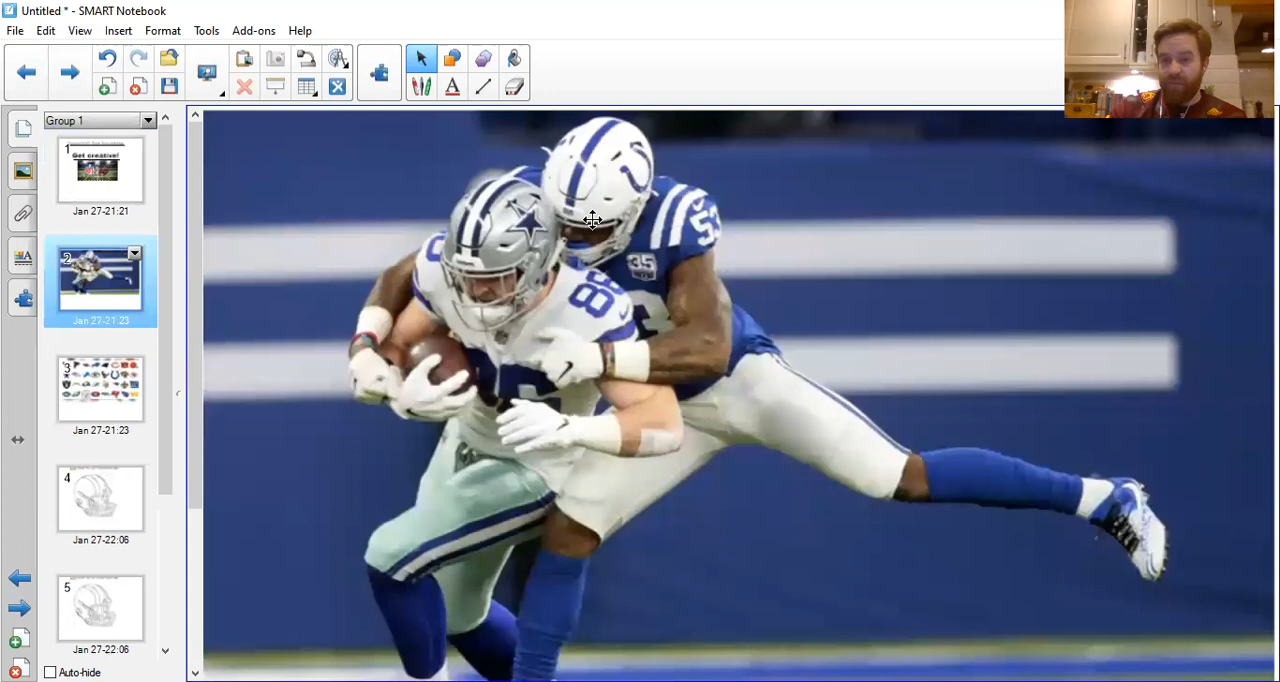 Untitled * - SMART Notebook
File Edit View Insert Format Tools Add-ons Help
Group 1
1
Get creative!
Jan 27-21:21
2
Jan 27-21:23
3
Jan 27-21:23
4
Jan 27-22:06
5
Jan 27-22:06
Auto-hide
53
35
86